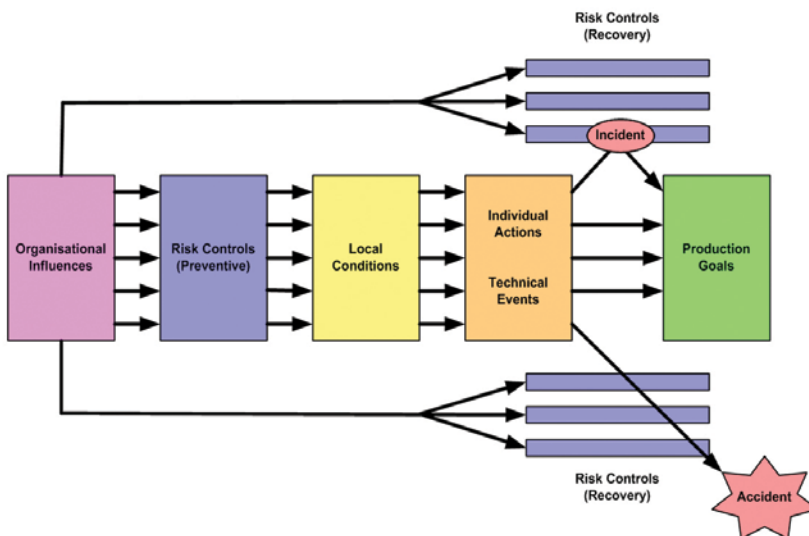 Risk Controls
(Recovery)
Incident
Organisational
Influences
Risk Controls
(Preventive)
Local
Conditions
Individual
Actions
Technical
Events
Production
Goals
Risk Controls
(Recovery)
Accident